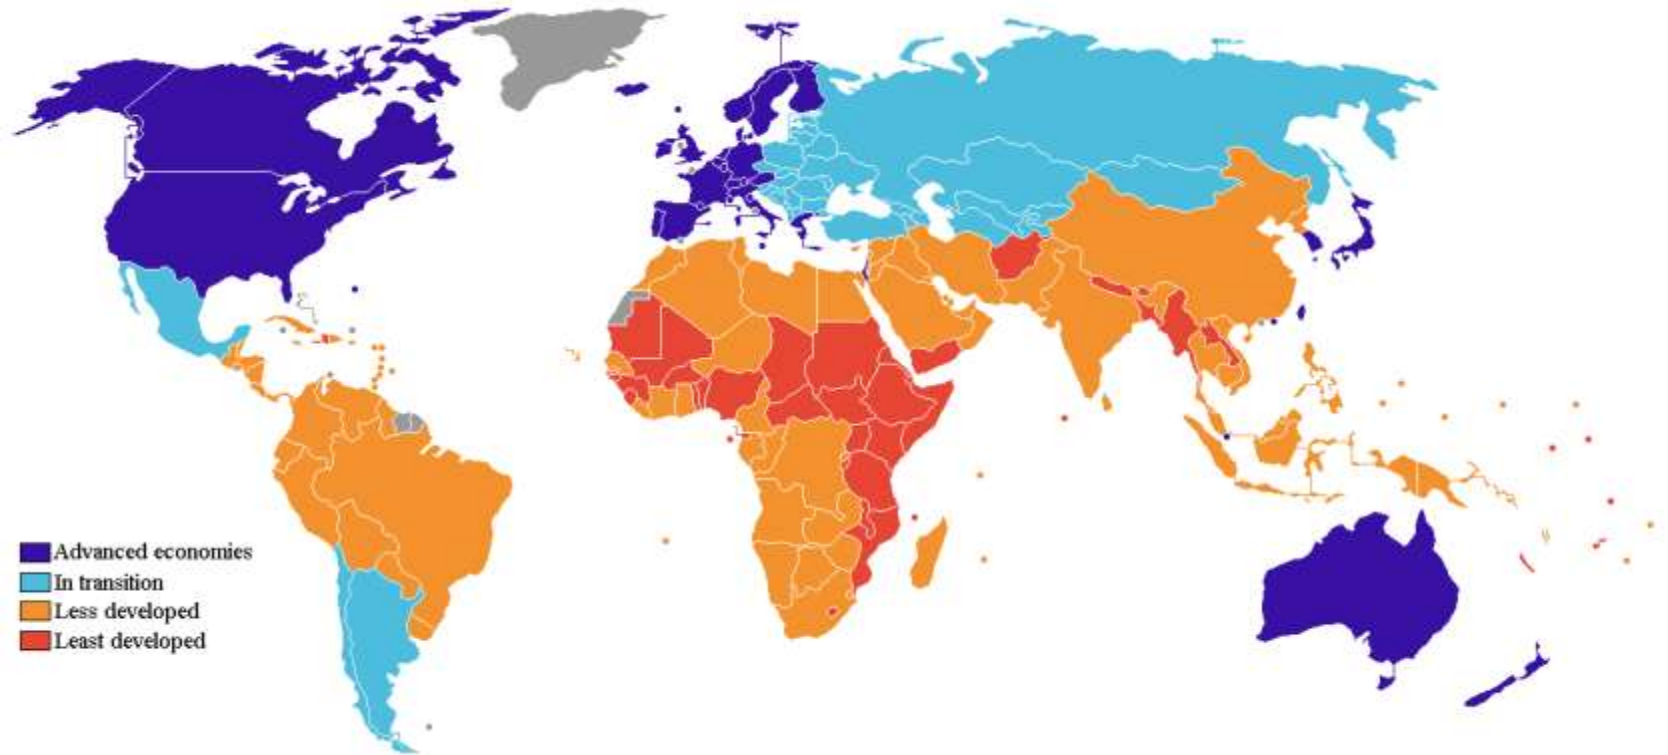 Advanced economies
In transition
Less developed
Least developed